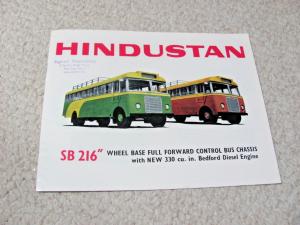 HINDUSTAN
SB 216" WHEEL BASE FULL FORWARD CONTROL BUS CHASSIS
with NEW 330 cu. in. Bedford Diesel Engine